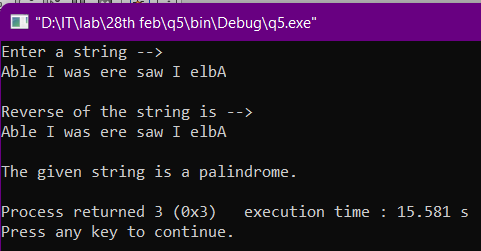 "D:\IT\lab\28th feb\q5\bin\Debug\q5.exe"
Enter a string -->
Able I was ere saw I elbA
Reverse of the string is -->
Able I was ere saw I elbA
The given string is a palindrome.
Process returned 3 (0x3)   execution time : 15.581 s
Press any key to continue.